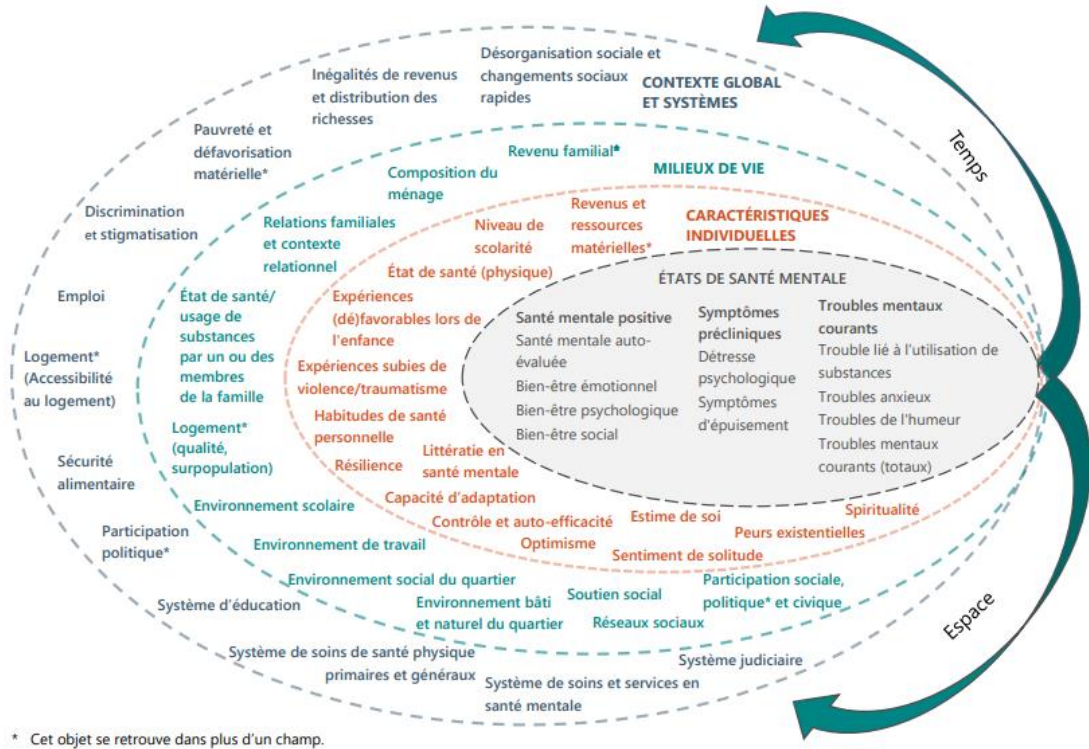 Désorganisation sociale et
changements sociaux
rapides
Inégalités de revenus
et distribution des
richesses
CONTEXTE GLOBAL
ET SYSTÈMES
Pauvreté et
défavorisation
matérielle*
Discrimination
et stigmatisation
Emploi
Logement*
(Accessibilité
au logement)
Sécurité
alimentaire
Participation
politique*
Système d'éducation
Système de soins de santé physique
primaires et généraux
Système de soins et services en
santé mentale
Système judiciaire
Temps
Espace
MILIEUX DE VIE
Revenu familial*
Composition du
ménage
Relations familiales
et contexte
relationnel
État de santé/
usage de
substances
par un ou des
membres
de la famille
Logement*
(qualité,
surpopulation)
Environnement scolaire
Environnement de travail
Environnement social du quartier
Environnement bâti
et naturel du quartier
Soutien social
Réseaux sociaux
Participation sociale,
politique* et civique
CARACTÉRISTIQUES
INDIVIDUELLES
Revenus et
ressources
matérielles*
Niveau de
scolarité
État de santé (physique)
Expériences
(dé)favorables lors de
l'enfance
Expériences subies de
violence/traumatisme
Habitudes de santé
personnelle
Résilience
Littératie en
santé mentale
Capacité d'adaptation
Contrôle et auto-efficacité
Optimisme
Estime de soi
Sentiment de solitude
Peurs existentielles
Spiritualité
ÉTATS DE SANTÉ MENTALE
Santé mentale positive
Santé mentale auto-
évaluée
Bien-être émotionnel
Bien-être psychologique
Bien-être social
Symptômes
précliniques
Détresse
psychologique
Symptômes
d'épuisement
Troubles mentaux
courants
Trouble lié à l'utilisation de
substances
Troubles anxieux
Troubles de l'humeur
Troubles mentaux
courants (totaux)
* Cet objet se retrouve dans plus d'un champ.